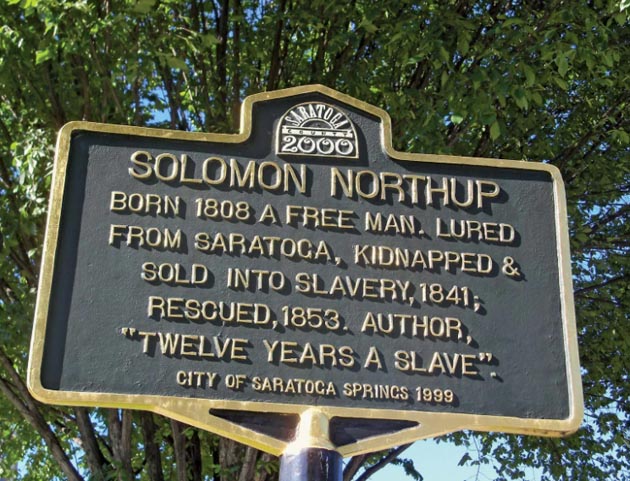 SARATOGA
COUNTY
2000
SOLOMON NORTHUP
BORN 1808 A FREE MAN. LURED
FROM SARATOGA, KIDNAPPED &
SOLD INTO SLAVERY, 1841;
RESCUED, 1853. AUTHOR,
"TWELVE YEARS A SLAVE".
CITY OF SARATOGA SPRINGS 1999